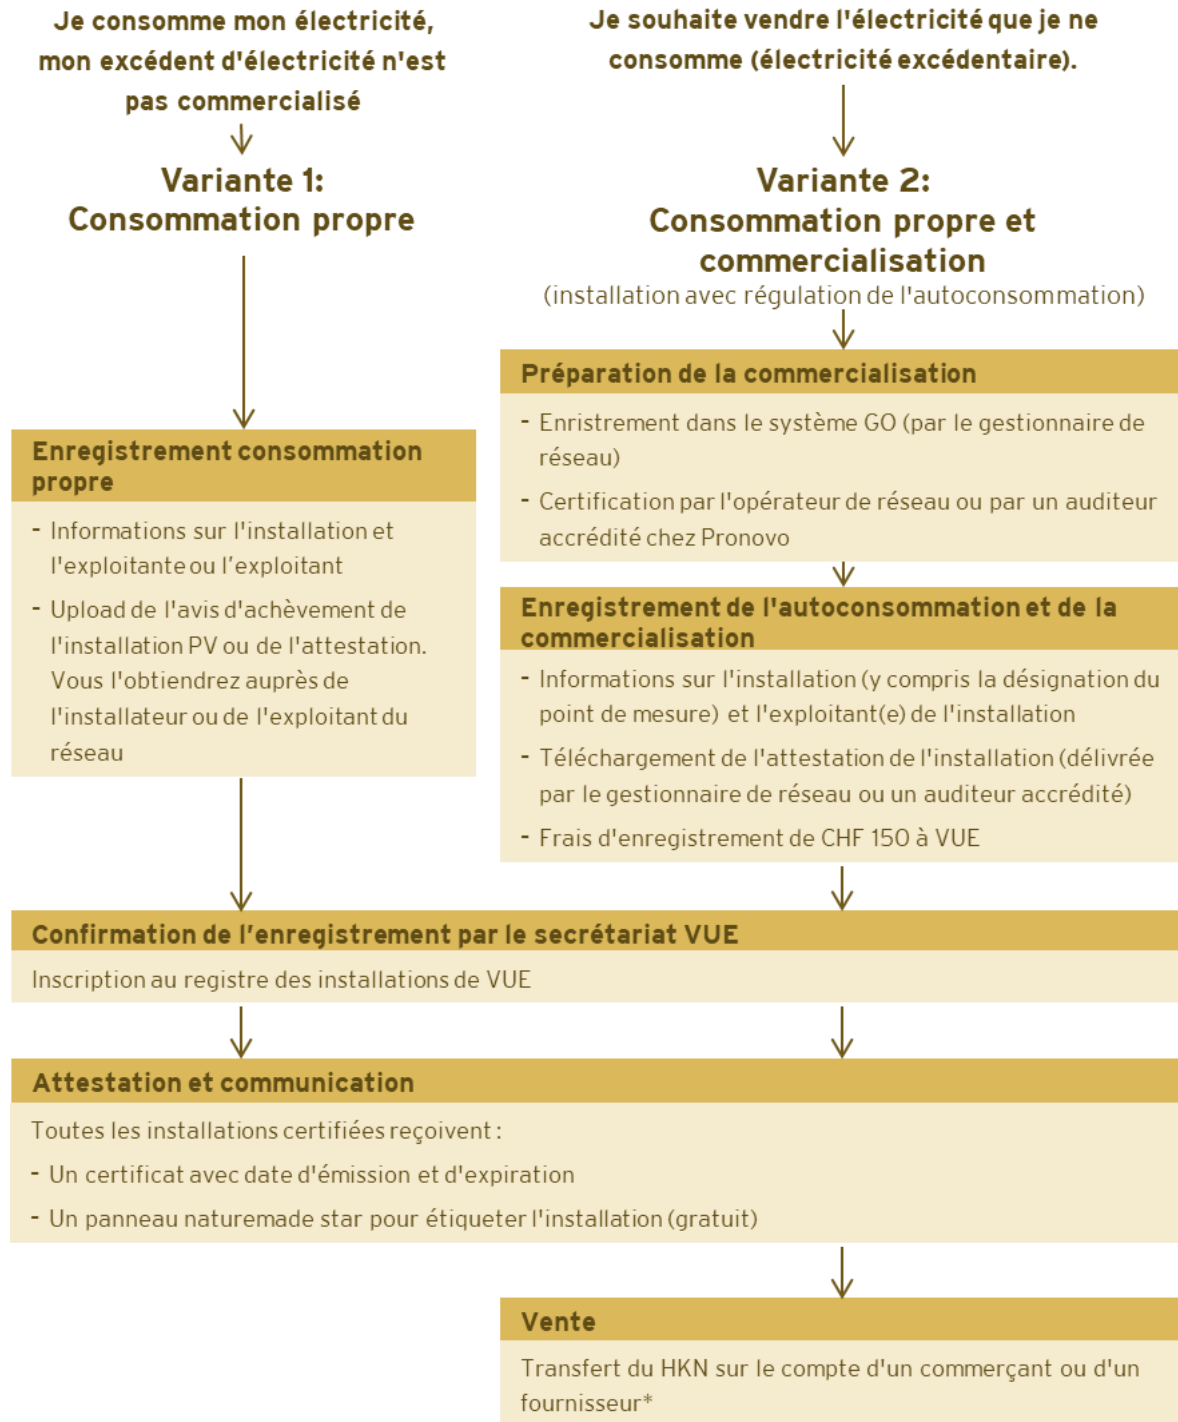 Je consomme mon électricité,
mon excédent d'électricité n'est
pas commercialisé
Variante 1:
Consommation propre
Enregistrement consommation
propre
- Informations sur l'installation et
l'exploitante ou l’exploitant
- Upload de l'avis d'achèvement de
l'installation PV ou de l'attestation.
Vous l'obtiendrez auprès de
l'installateur ou de l'exploitant du
réseau
Je souhaite vendre l'électricité que je ne
consomme (électricité excédentaire).
Variante 2:
Consommation propre et
commercialisation
(installation avec régulation de l'autoconsommation)
Préparation de la commercialisation
- Enristrement dans le système GO (par le gestionnaire de
réseau)
- Certification par l'opérateur de réseau ou par un auditeur
accrédité chez Pronovo
Enregistrement de l'autoconsommation et de la
commercialisation
- Informations sur l'installation (y compris la désignation du
point de mesure) et l'exploitant(e) de l'installation
- Téléchargement de l'attestation de l'installation (délivrée
par le gestionnaire de réseau ou un auditeur accrédité)
- Frais d'enregistrement de CHF 150 à VUE
Confirmation de l’enregistrement par le secrétariat VUE
Inscription au registre des installations de VUE
Attestation et communication
Toutes les installations certifiées reçoivent :
- Un certificat avec date d'émission et d'expiration
- Un panneau naturemade star pour étiqueter l'installation (gratuit)
Vente
Transfert du HKN sur le compte d'un commerçant ou d'un
fournisseur*